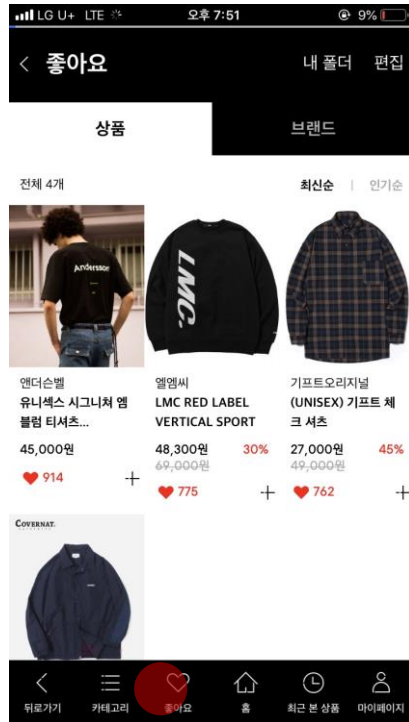 LG U+ LTE 오후 7:51 9%
좋아요 내 폴더 편집
상품 브랜드
전체 4개 최신순 | 인기순
Andersson
LMC.
앤더슨벨
유니섹스 시그니쳐 엠
블럼 티셔츠...
45,000원
914
엘엠씨
LMC RED LABEL
VERTICAL SPORT
48,300원 30%
69,000원
775
기프트오리지널
(UNISEX) 기프트 체
크 셔츠
27,000원 45%
49,000원
762
COVERNAT.
뒤로가기 카테고리 좋아요 홈 최근 본 상품 마이페이지